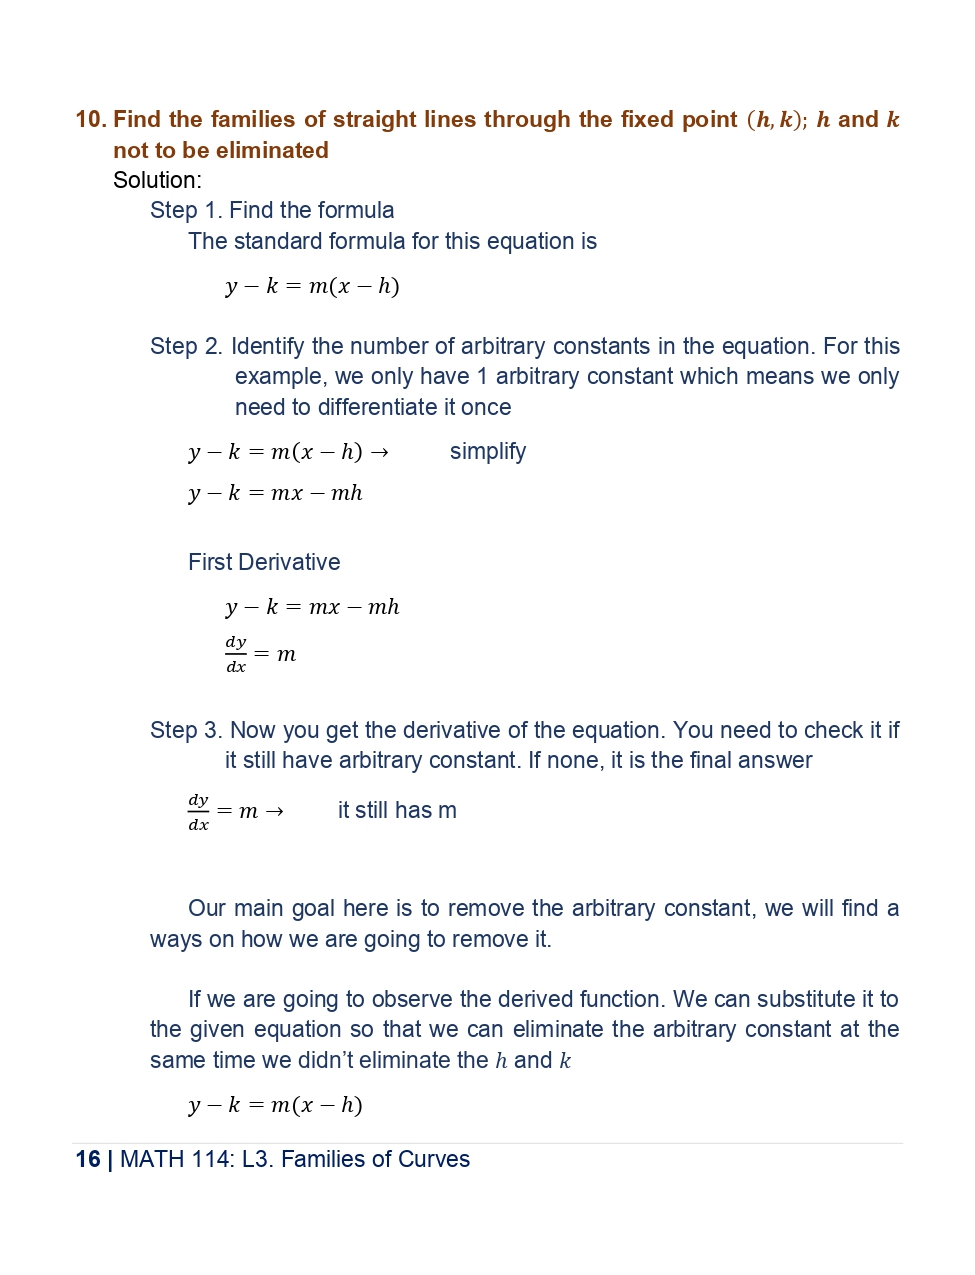 10. Find the families of straight lines through the fixed point (h, k); h and k
not to be eliminated
Solution:
Step 1. Find the formula
The standard formula for this equation is
y − k = m(x − h)
Step 2. Identify the number of arbitrary constants in the equation. For this
example, we only have 1 arbitrary constant which means we only
need to differentiate it once
y − k = m(x − h) → simplify
y − k = mx − mh
First Derivative
y − k = mx − mh
dy/dx = m
Step 3. Now you get the derivative of the equation. You need to check it if
it still have arbitrary constant. If none, it is the final answer
dy/dx = m → it still has m
Our main goal here is to remove the arbitrary constant, we will find a
ways on how we are going to remove it.
If we are going to observe the derived function. We can substitute it to
the given equation so that we can eliminate the arbitrary constant at the
same time we didn’t eliminate the h and k
y − k = m(x − h)
16 | MATH 114: L3. Families of Curves